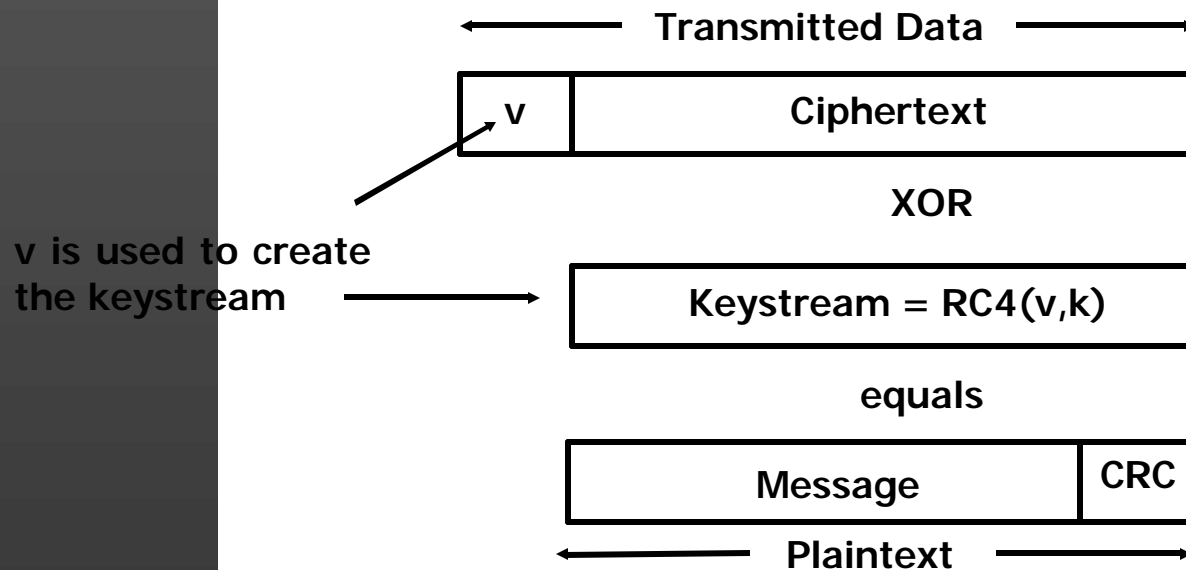 Transmitted Data
v
Ciphertext
XOR
v is used to create
the keystream
Keystream = RC4(v,k)
equals
Message
CRC
Plaintext